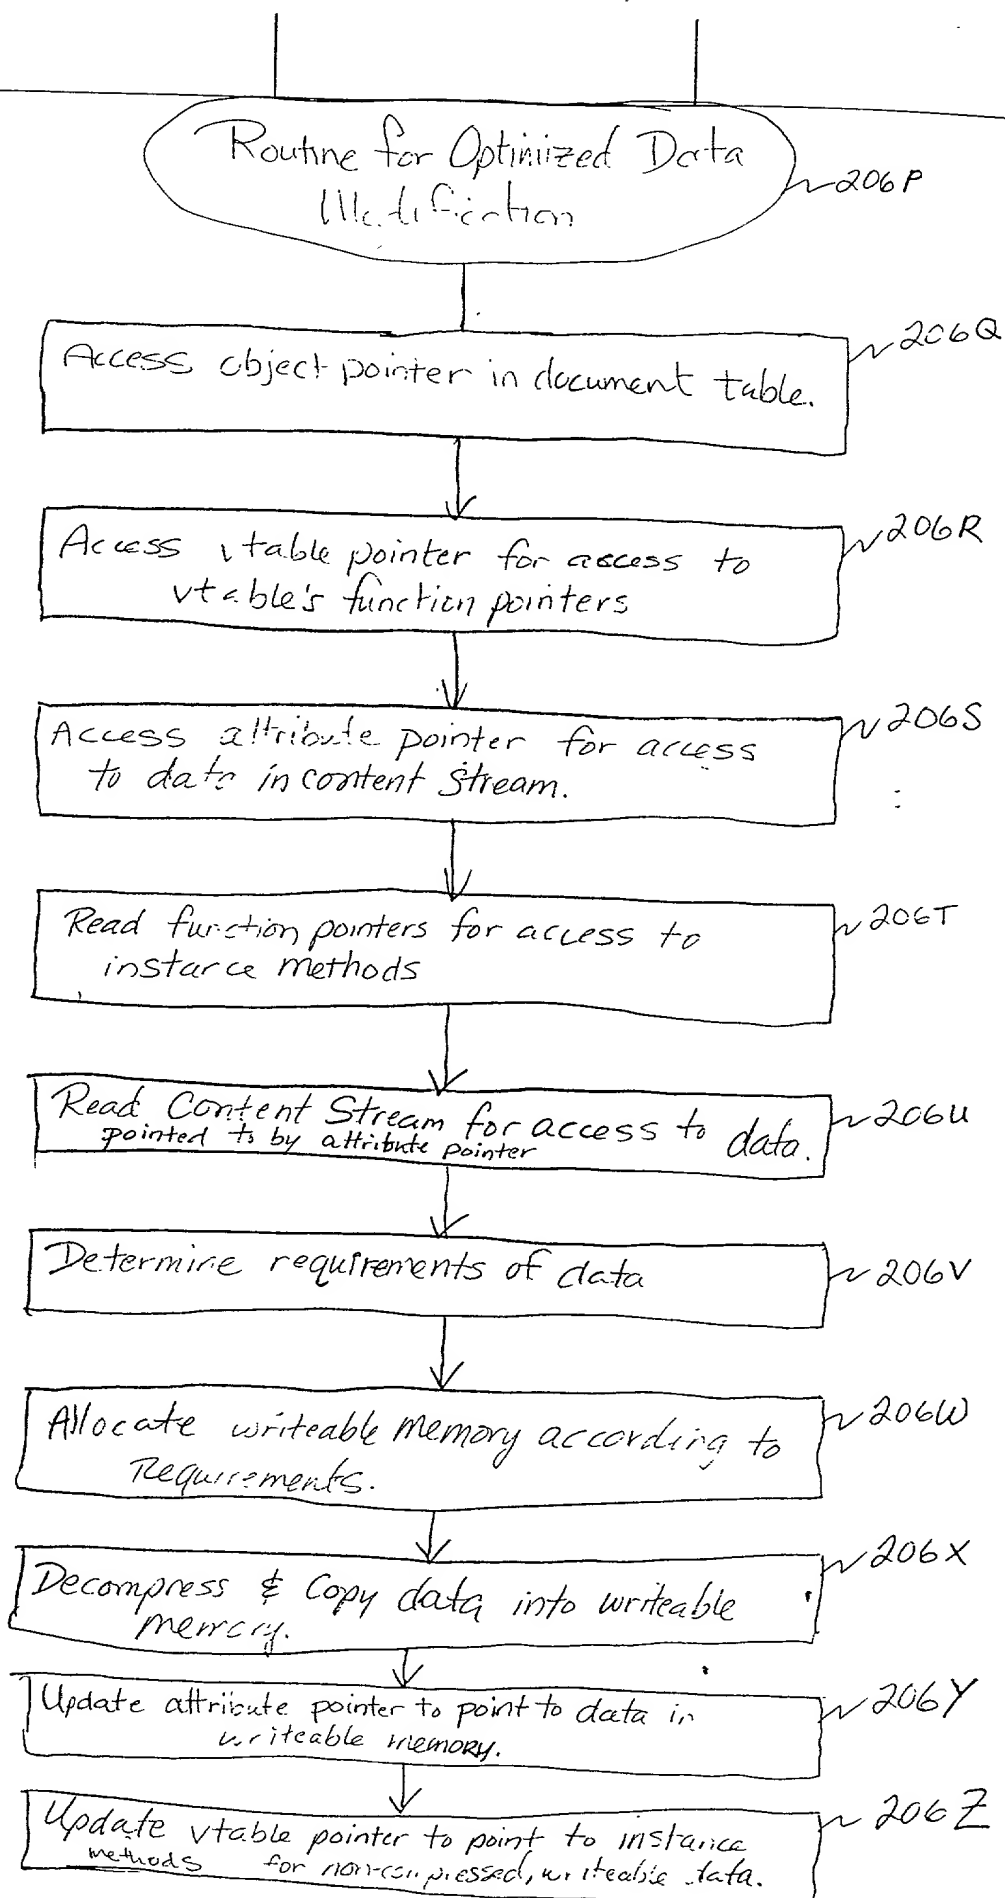 Routine for Optimized Data
Modification
206P
Access object pointer in document table.
206Q
Access vtable pointer for access to
vtable's function pointers
206R
Access attribute pointer for access
to data in content stream.
206S
Read function pointers for access to
instance methods
206T
Read Content Stream for access to data.
pointed to by attribute pointer
206U
Determine requirements of data
206V
Allocate writeable memory according to
Requirements.
206W
Decompress & Copy data into writeable
memory.
206X
Update attribute pointer to point to data in
writeable memory.
206Y
Update vtable pointer to point to instance
methods for non-compressed, writeable data.
206Z